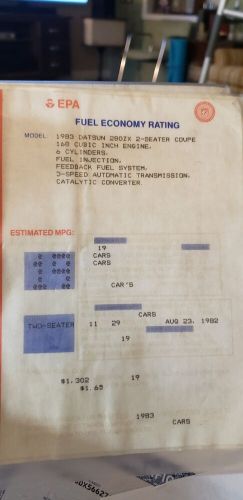 EPA
FUEL ECONOMY RATING
MODEL: 1983 DATSUN 280ZX 2-SEATER COUPE
168 CUBIC INCH ENGINE,
6 CYLINDERS,
FUEL INJECTION,
FEEDBACK FUEL SYSTEM,
3-SPEED AUTOMATIC TRANSMISSION,
CATALYTIC CONVERTER.
ESTIMATED MPG:
19
CARS
CARS
CAR'S
CARS
TWO-SEATER 11 29 AUG 23, 1982
19
$1.302 19
$1.65
1983 CARS